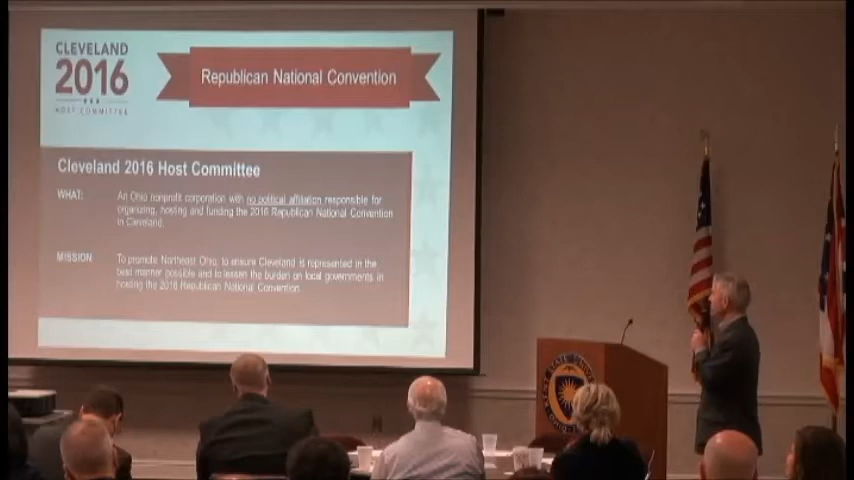 CLEVELAND
2016
HOST COMMITTEE
Republican National Convention
Cleveland 2016 Host Committee
WHAT: An Ohio nonprofit corporation with no political affiliation responsible for
organizing, hosting and funding the 2016 Republican National Convention
in Cleveland.
MISSION To promote Northeast Ohio, to ensure Cleveland is represented in the
best manner possible and to lessen the burden on local governments in
hosting the 2016 Republican National Convention.
KENT STATE
OHIO